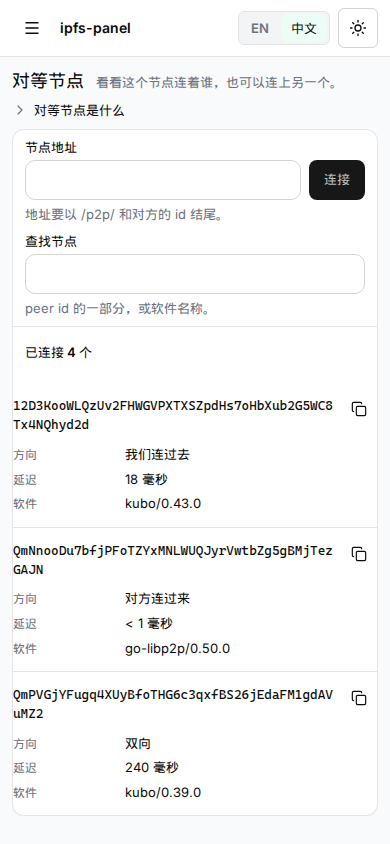 ipfs-panel
EN 中文
对等节点 看看这个节点连着谁，也可以连上另一个。
对等节点是什么
节点地址
连接
地址要以 /p2p/ 和对方的 id 结尾。
查找节点
peer id 的一部分，或软件名称。
已连接 4 个
12D3KooWLQzUv2FHWGVPXTXSZpdHs7oHbXub2G5WC8
Tx4NQhyd2d
方向 我们连过去
延迟 18 毫秒
软件 kubo/0.43.0
QmNnooDu7bfjPFoTZYxMNLWUQJyrVwtbZg5gBMjTez
GAJN
方向 对方连过来
延迟 < 1 毫秒
软件 go-libp2p/0.50.0
QmPVGjYFugq4XUyBfoTHG6c3qxfBS26jEdaFM1gdAV
uMZ2
方向 双向
延迟 240 毫秒
软件 kubo/0.39.0